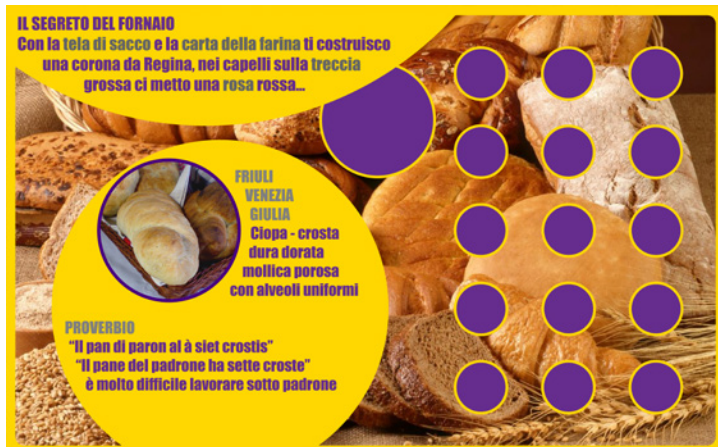 IL SEGRETO DEL FORNAIO
Con la tela di sacco e la carta della farina ti costruisco
una corona da Regina, nei capelli sulla treccia
grossa ci metto una rosa rossa...
FRIULI
VENEZIA
GIULIA
Ciopa - crosta
dura dorata
mollica porosa
con alveoli uniformi
PROVERBIO
“Il pan di paron al à siet crostis”
“Il pane del padrone ha sette croste”
è molto difficile lavorare sotto padrone